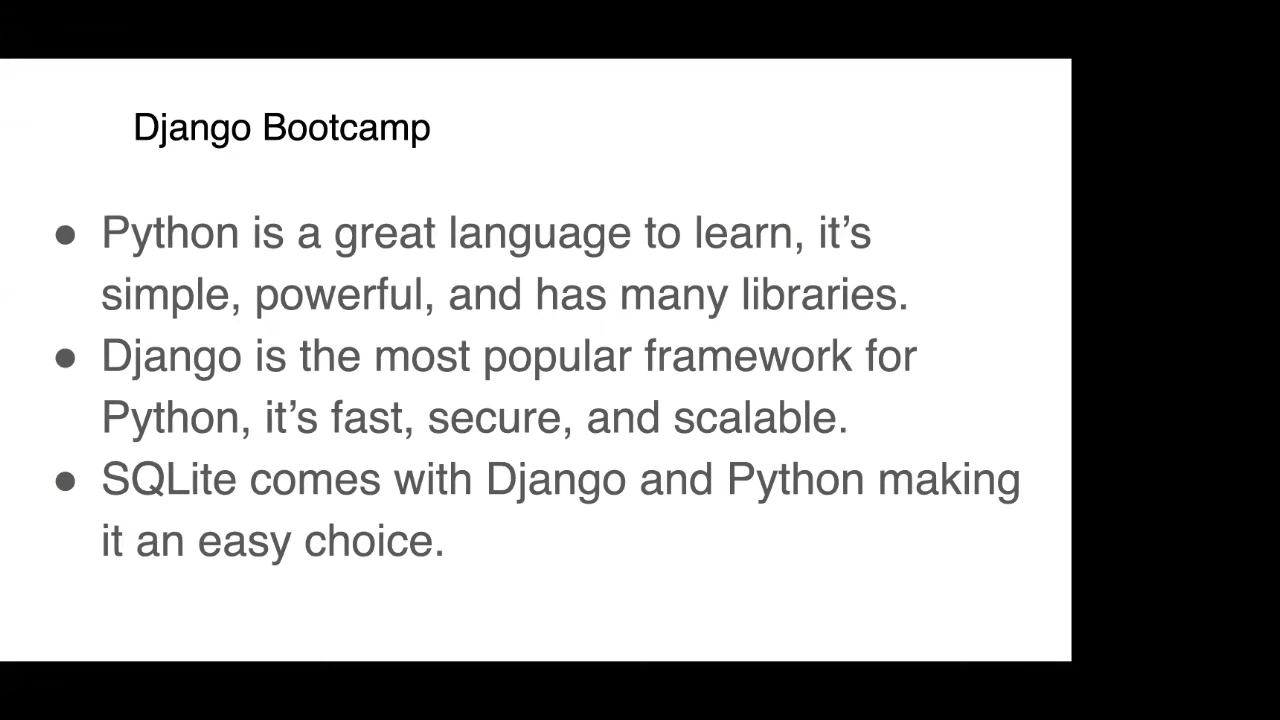 Django Bootcamp
● Python is a great language to learn, it’s
simple, powerful, and has many libraries.
● Django is the most popular framework for
Python, it’s fast, secure, and scalable.
● SQLite comes with Django and Python making
it an easy choice.